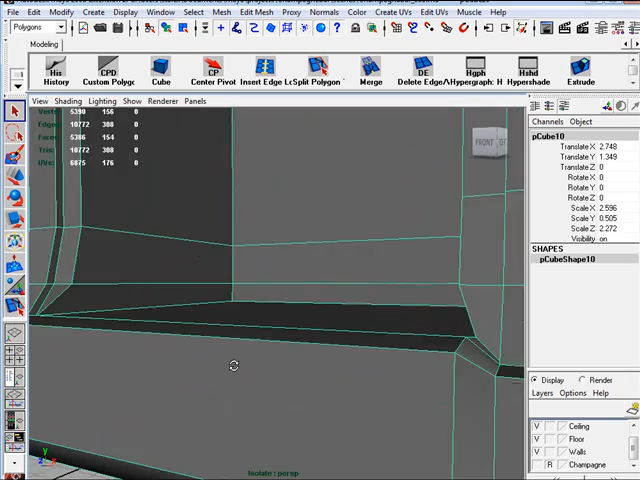 File Edit Modify Create Display Window Select Mesh Edit Mesh Proxy Normals Color Create UVs Edit UVs Muscle Help
Polygons
Modeling
His CPD CP DE Hgph Hshd
History Custom Polyg Cube Center Pivot Insert Edge Lo Split Polygon Merge Delete Edge/ Hypergraph: H Hypershade Extrude
View Shading Lighting Show Renderer Panels
Verts: 5390 156 0
Edges: 10772 308 0
Faces: 5386 154 0
Tris: 10772 308 0
UVs: 6875 176 0
FRONT
Channels Object
pCube10
Translate X 2.748
Translate Y 1.349
Translate Z 0
Rotate X 0
Rotate Y 0
Rotate Z 0
Scale X 2.596
Scale Y 0.505
Scale Z 2.272
Visibility on
SHAPES
pCubeShape10
Display Render
Layers Options Help
V Ceiling
V Floor
V Walls
R Champagne
y
Isolate : persp